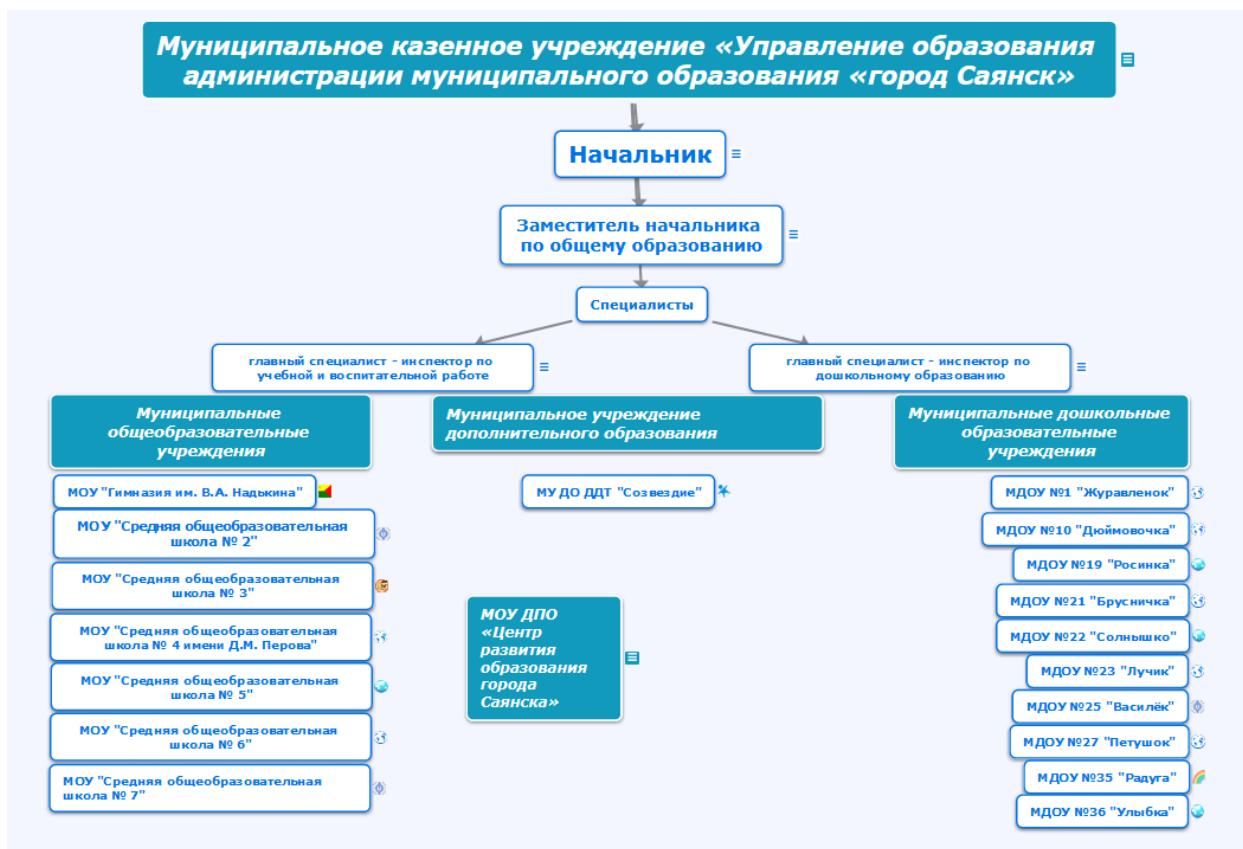 Муниципальное казенное учреждение «Управление образования
администрации муниципального образования «город Саянск»
Начальник
Заместитель начальника
по общему образованию
Специалисты
главный специалист - инспектор по
учебной и воспитательной работе
главный специалист - инспектор по
дошкольному образованию
Муниципальные
общеобразовательные
учреждения
МОУ "Гимназия им. В.А. Надькина"
МОУ "Средняя общеобразовательная
школа № 2"
МОУ "Средняя общеобразовательная
школа № 3"
МОУ "Средняя общеобразовательная
школа № 4 имени Д.М. Перова"
МОУ "Средняя общеобразовательная
школа № 5"
МОУ "Средняя общеобразовательная
школа № 6"
МОУ "Средняя общеобразовательная
школа № 7"
Муниципальное учреждение
дополнительного образования
МУ ДО ДДТ "Созвездие"
МОУ ДПО
«Центр
развития
образования
города
Саянска»
Муниципальные дошкольные
образовательные
учреждения
МДОУ №1 "Журавленок"
МДОУ №10 "Дюймовочка"
МДОУ №19 "Росинка"
МДОУ №21 "Брусничка"
МДОУ №22 "Солнышко"
МДОУ №23 "Лучик"
МДОУ №25 "Василёк"
МДОУ №27 "Петушок"
МДОУ №35 "Радуга"
МДОУ №36 "Улыбка"